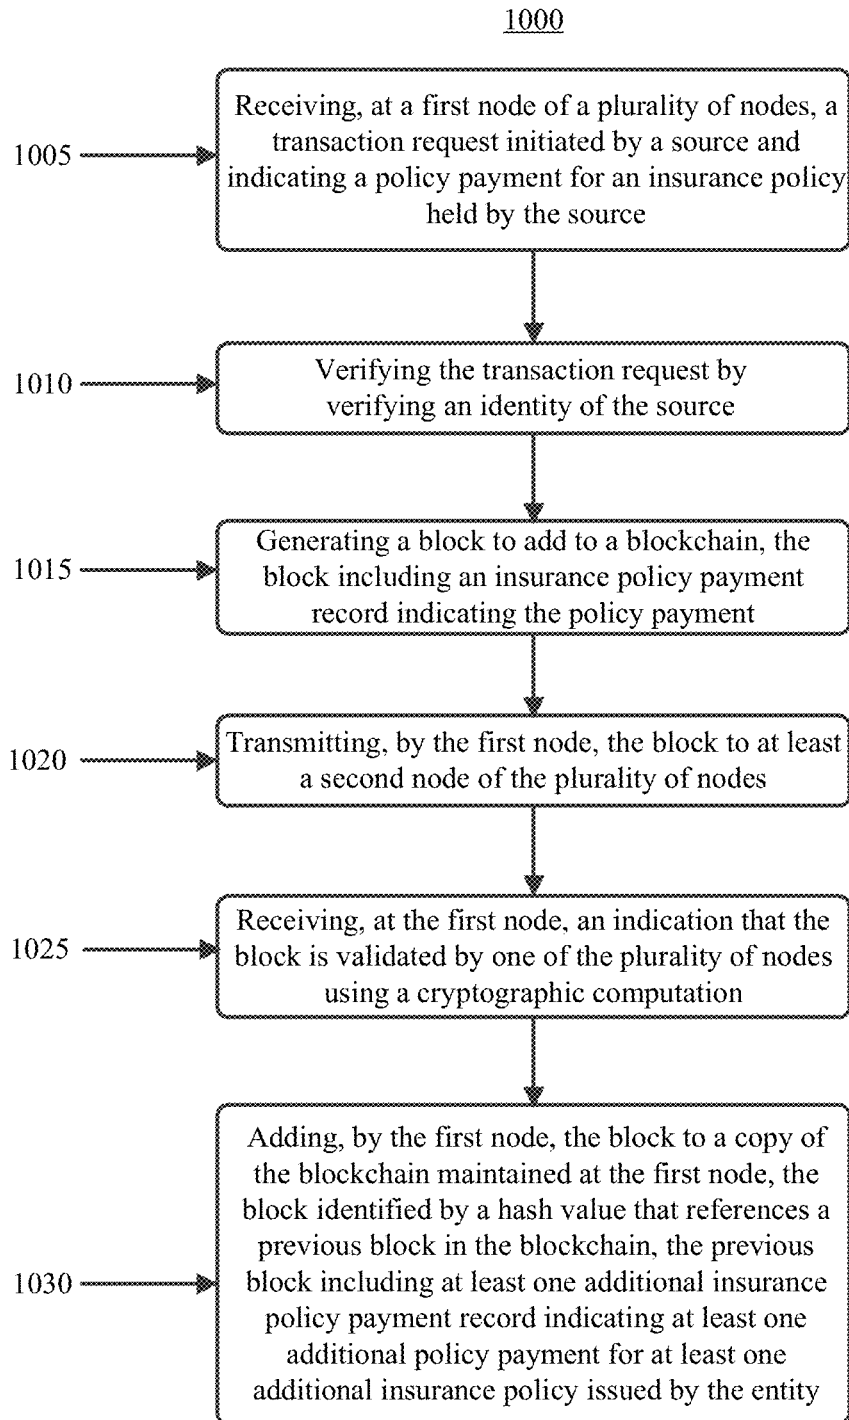 1000
1005
Receiving, at a first node of a plurality of nodes, a
transaction request initiated by a source and
indicating a policy payment for an insurance policy
held by the source
1010
Verifying the transaction request by
verifying an identity of the source.
1015
Generating a block to add to a blockchain, the
block including an insurance policy payment
record indicating the policy payment
1020
Transmitting, by the first node, the block to at least
a second node of the plurality of nodes
1025
Receiving, at the first node, an indication that the
block is validated by one of the plurality of nodes
using a cryptographic computation
1030
Adding, by the first node, the block to a copy of
the blockchain maintained at the first node, the
block identified by a hash value that references a
previous block in the blockchain, the previous
block including at least one additional insurance
policy payment record indicating at least one
additional policy payment for at least one
additional insurance policy issued by the entity